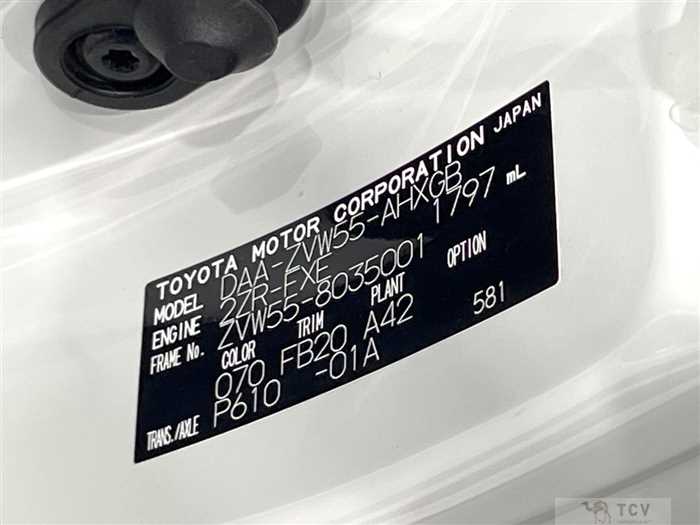 TOYOTA MOTOR CORPORATION JAPAN
MODEL DAA-ZVW55-AHXGB
ENGINE 2ZR-FXE 1797 mL
FRAME No. ZVW55-8035001
COLOR TRIM PLANT OPTION
070 FB20 A42 581
TRANS./AXLE P610 -01A
TCV